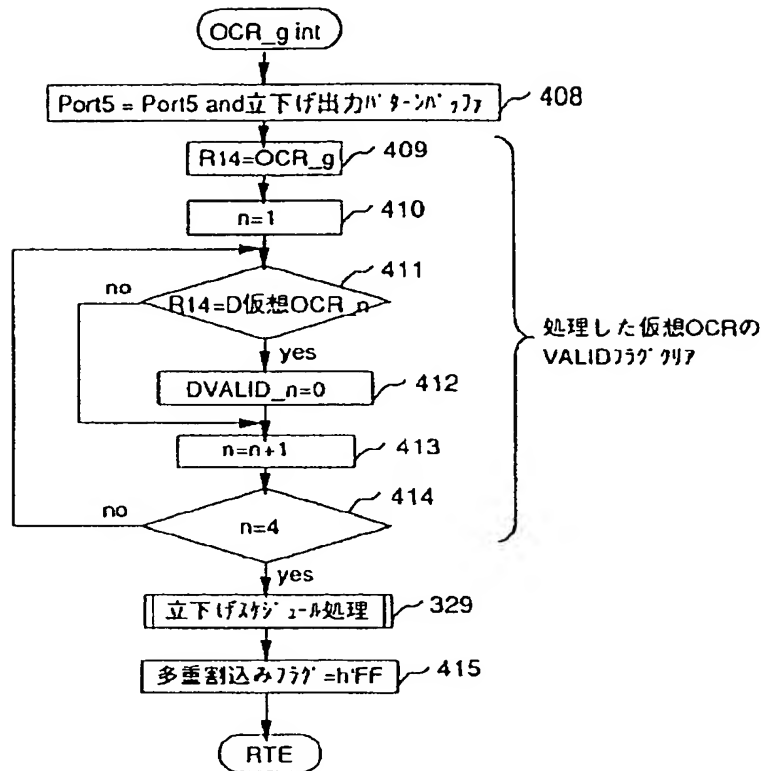 OCR_g int
Port5 = Port5 and立下げ出力ﾊﾟﾀｰﾝﾊﾞｯﾌｧ
408
R14=OCR_g
409
n=1
410
411
no
R14=D仮想OCR_n
yes
処理した仮想OCRの
VALIDﾌﾗｸﾞｸﾘｱ
DVALID_n=0
412
n=n+1
413
414
no
n=4
yes
立下げｽｹｼﾞｭｰﾙ処理
329
多重割込みﾌﾗｸﾞ=h'FF
415
RTE